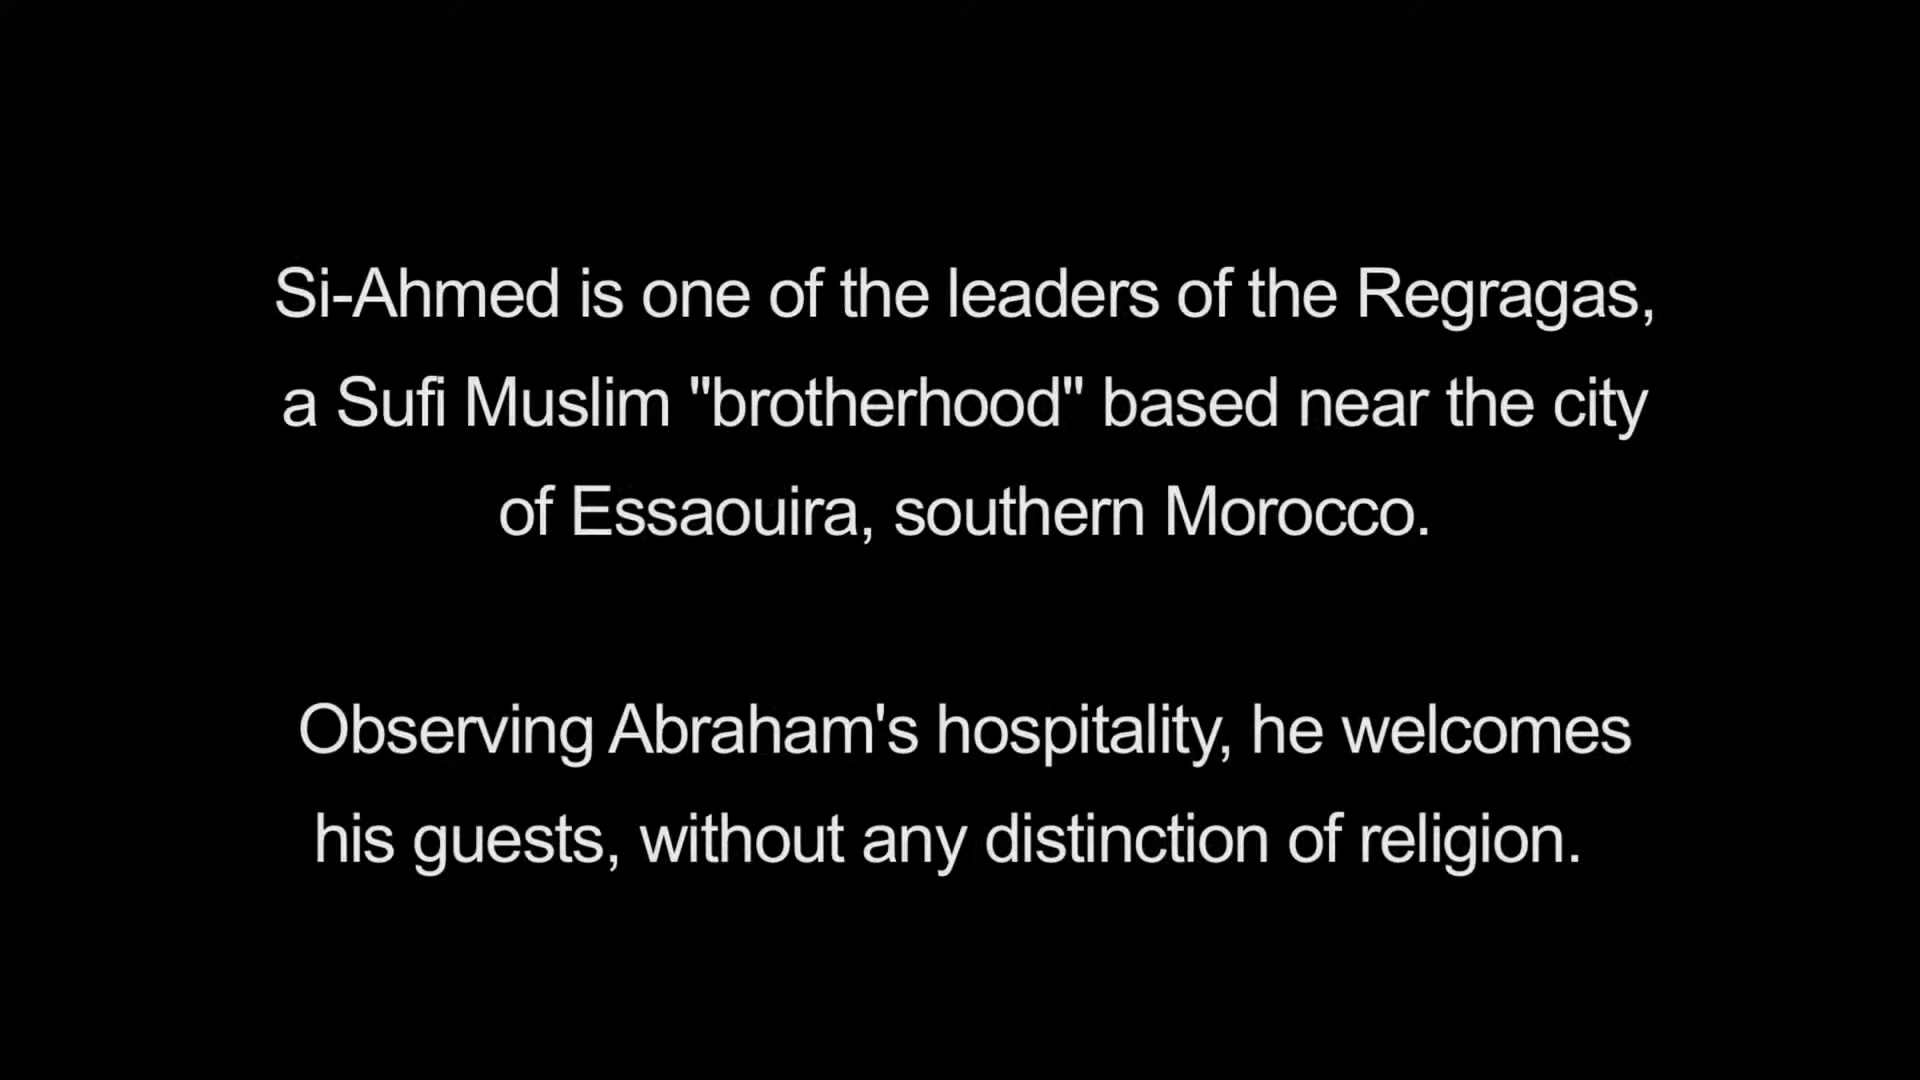 Si-Ahmed is one of the leaders of the Regragas,
a Sufi Muslim "brotherhood" based near the city
of Essaouira, southern Morocco.
Observing Abraham's hospitality, he welcomes
his guests, without any distinction of religion.